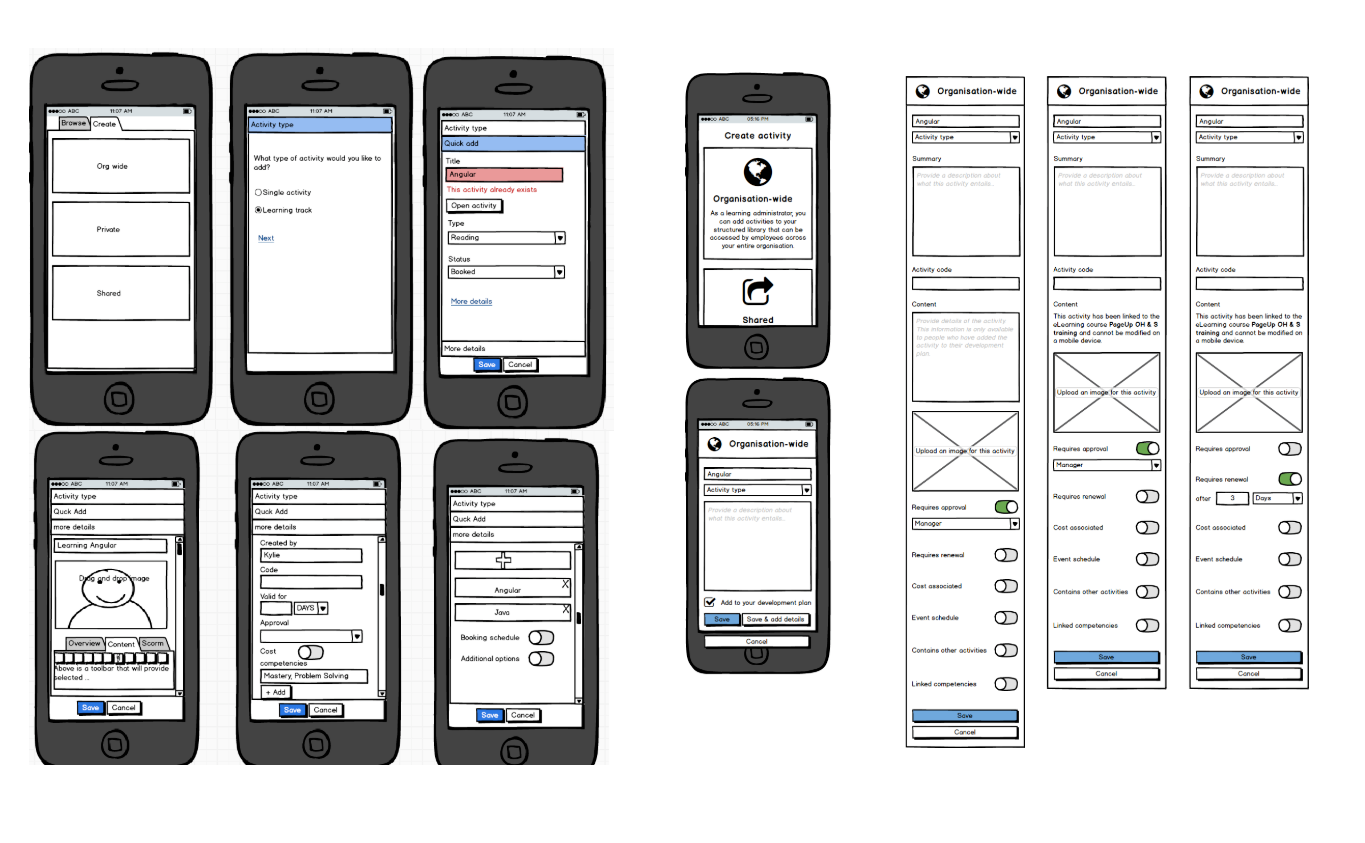 ●●●○○ ABC 11:07 AM
Browse Create
Org wide
Private
Shared
●●●○○ ABC 11:07 AM
Activity type
What type of activity would you like to
add?
Single activity
Learning track
Next
●●●○○ ABC 11:07 AM
Activity type
Quick add
Title
Angular
This activity already exists
Open activity
Type
Reading
Status
Booked
More details
More details
Save Cancel
●●●○○ ABC 11:07 AM
Activity type
Quck Add
more details
Learning Angular
Drag and drop image
Overview Content Scorm
Above is a toolbar that will provide
selected ...
Save Cancel
●●●○○ ABC 11:07 AM
Activity type
Quck Add
more details
Created by
Kylie
Code
Valid for
DAYS
Approval
Cost
competencies
Mastery, Problem Solving
+ Add
Save Cancel
●●●○○ ABC 11:07 AM
Activity type
Quck Add
more details
Angular X
Java X
Booking schedule
Additional options
Save Cancel
●●●○○ ABC 05:16 PM
Create activity
Organisation-wide
As a learning administrator, you
can add activities to your
structured library that can be
accessed by employees across
your entire organisation.
Shared
●●●○○ ABC 05:16 PM
Organisation-wide
Angular
Activity type
Provide a description about
what this activity entails..
Add to your development plan
Save Save & add details
Cancel
Organisation-wide
Angular
Activity type
Summary
Provide a description about
what this activity entails..
Activity code
Content
Provide details of the activity.
This information is only available
to people who have added the
activity to their development
plan
Upload an image for this activity
Requires approval
Manager
Requires renewal
Cost associated
Event schedule
Contains other activities
Linked competencies
Save
Cancel
Organisation-wide
Angular
Activity type
Summary
Provide a description about
what this activity entails..
Activity code
Content
This activity has been linked to the
eLearning course PageUp OH & S
training and cannot be modified on
a mobile device.
Upload an image for this activity
Requires approval
Manager
Requires renewal
Cost associated
Event schedule
Contains other activities
Linked competencies
Save
Cancel
Organisation-wide
Angular
Activity type
Summary
Provide a description about
what this activity entails..
Activity code
Content
This activity has been linked to the
eLearning course PageUp OH & S
training and cannot be modified on
a mobile device.
Upload an image for this activity
Requires approval
Requires renewal
after 3 Days
Cost associated
Event schedule
Contains other activities
Linked competencies
Save
Cancel